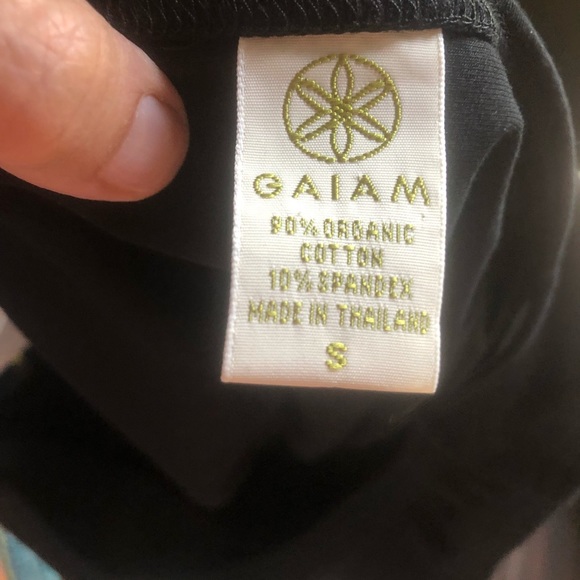 GAIAM
90% ORGANIC
COTTON
10% SPANDEX
MADE IN THAILAND
S